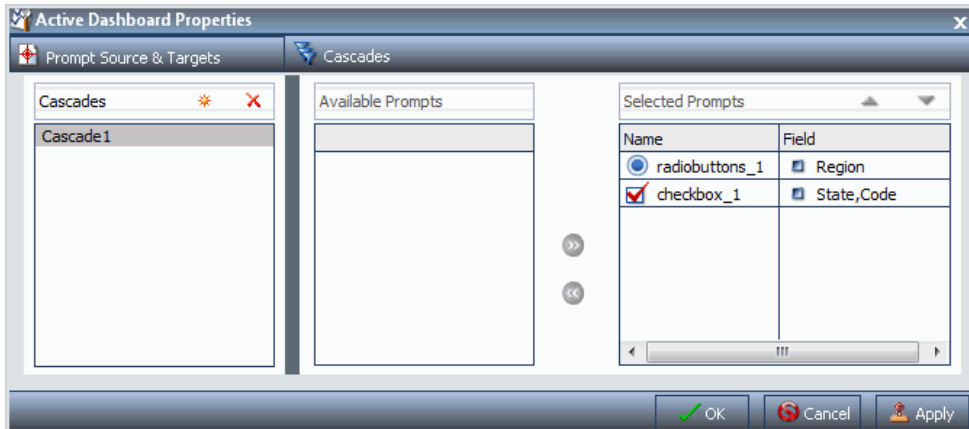 Active Dashboard Properties x
Prompt Source & Targets Cascades
Cascades Available Prompts Selected Prompts
Cascade1 Name Field
radiobuttons_1 Region
checkbox_1 State,Code
OK Cancel Apply